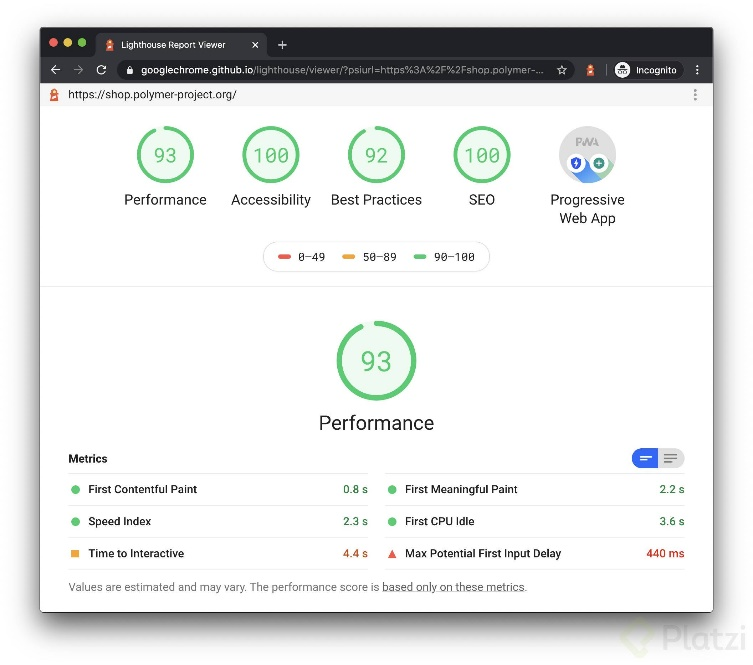 Lighthouse Report Viewer
googlechrome.github.io/lighthouse/viewer/?psiurl=https%3A%2F%2Fshop.polymer-... Incognito
https://shop.polymer-project.org/
93 100 92 100 PWA
Performance Accessibility Best Practices SEO Progressive
Web App
0–49 50–89 90–100
93
Performance
Metrics
First Contentful Paint 0.8 s First Meaningful Paint 2.2 s
Speed Index 2.3 s First CPU Idle 3.6 s
Time to Interactive 4.4 s Max Potential First Input Delay 440 ms
Values are estimated and may vary. The performance score is based only on these metrics.
Platzi